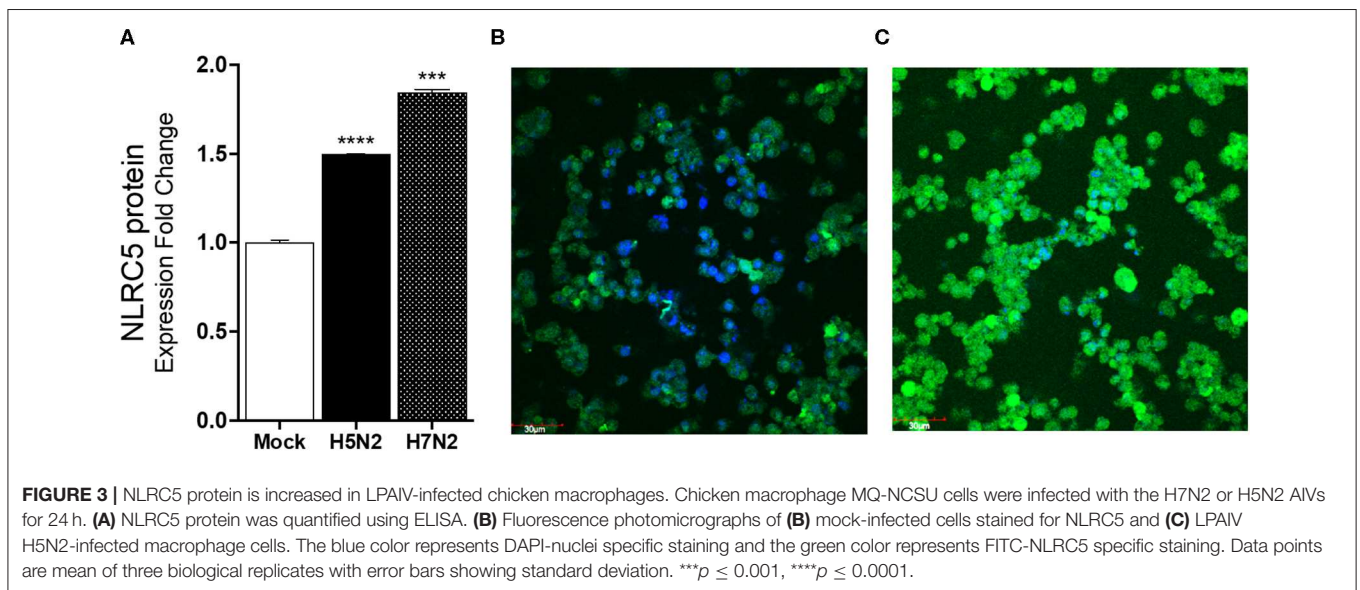 A
B
C
NLRC5 protein
Expression Fold Change
2.0
1.5
1.0
0.5
0.0
****
***
Mock H5N2 H7N2
30µm
30µm
FIGURE 3 | NLRC5 protein is increased in LPAIV-infected chicken macrophages. Chicken macrophage MQ-NCSU cells were infected with the H7N2 or H5N2 AIVs
for 24 h. (A) NLRC5 protein was quantified using ELISA. (B) Fluorescence photomicrographs of (B) mock-infected cells stained for NLRC5 and (C) LPAIV
H5N2-infected macrophage cells. The blue color represents DAPI-nuclei specific staining and the green color represents FITC-NLRC5 specific staining. Data points
are mean of three biological replicates with error bars showing standard deviation. ***p ≤ 0.001, ****p ≤ 0.0001.